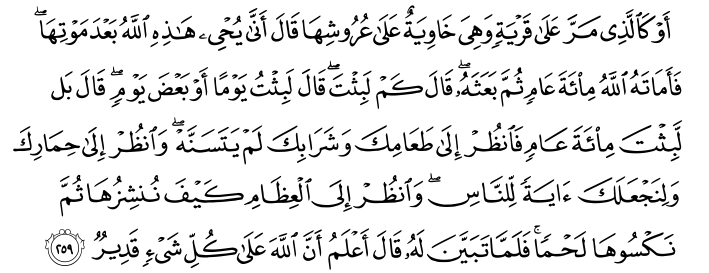 أَوْ كَٱلَّذِى مَرَّ عَلَىٰ قَرْيَةٍ وَهِىَ خَاوِيَةٌ عَلَىٰ عُرُوشِهَا قَالَ أَنَّىٰ يُحْىِۦ هَـٰذِهِ ٱللَّهُ بَعْدَ مَوْتِهَا ۖ
فَأَمَاتَهُ ٱللَّهُ مِا۟ئَةَ عَامٍ ثُمَّ بَعَثَهُۥ ۖ قَالَ كَمْ لَبِثْتَ ۖ قَالَ لَبِثْتُ يَوْمًا أَوْ بَعْضَ يَوْمٍ ۖ قَالَ بَل
لَّبِثْتَ مِا۟ئَةَ عَامٍ فَٱنظُرْ إِلَىٰ طَعَامِكَ وَشَرَابِكَ لَمْ يَتَسَنَّهْ ۖ وَٱنظُرْ إِلَىٰ حِمَارِكَ
وَلِنَجْعَلَكَ ءَايَةً لِّلنَّاسِ ۖ وَٱنظُرْ إِلَى ٱلْعِظَامِ كَيْفَ نُنشِزُهَا ثُمَّ
نَكْسُوهَا لَحْمًا ۚ فَلَمَّا تَبَيَّنَ لَهُۥ قَالَ أَعْلَمُ أَنَّ ٱللَّهَ عَلَىٰ كُلِّ شَىْءٍ قَدِيرٌ ٢٥٩